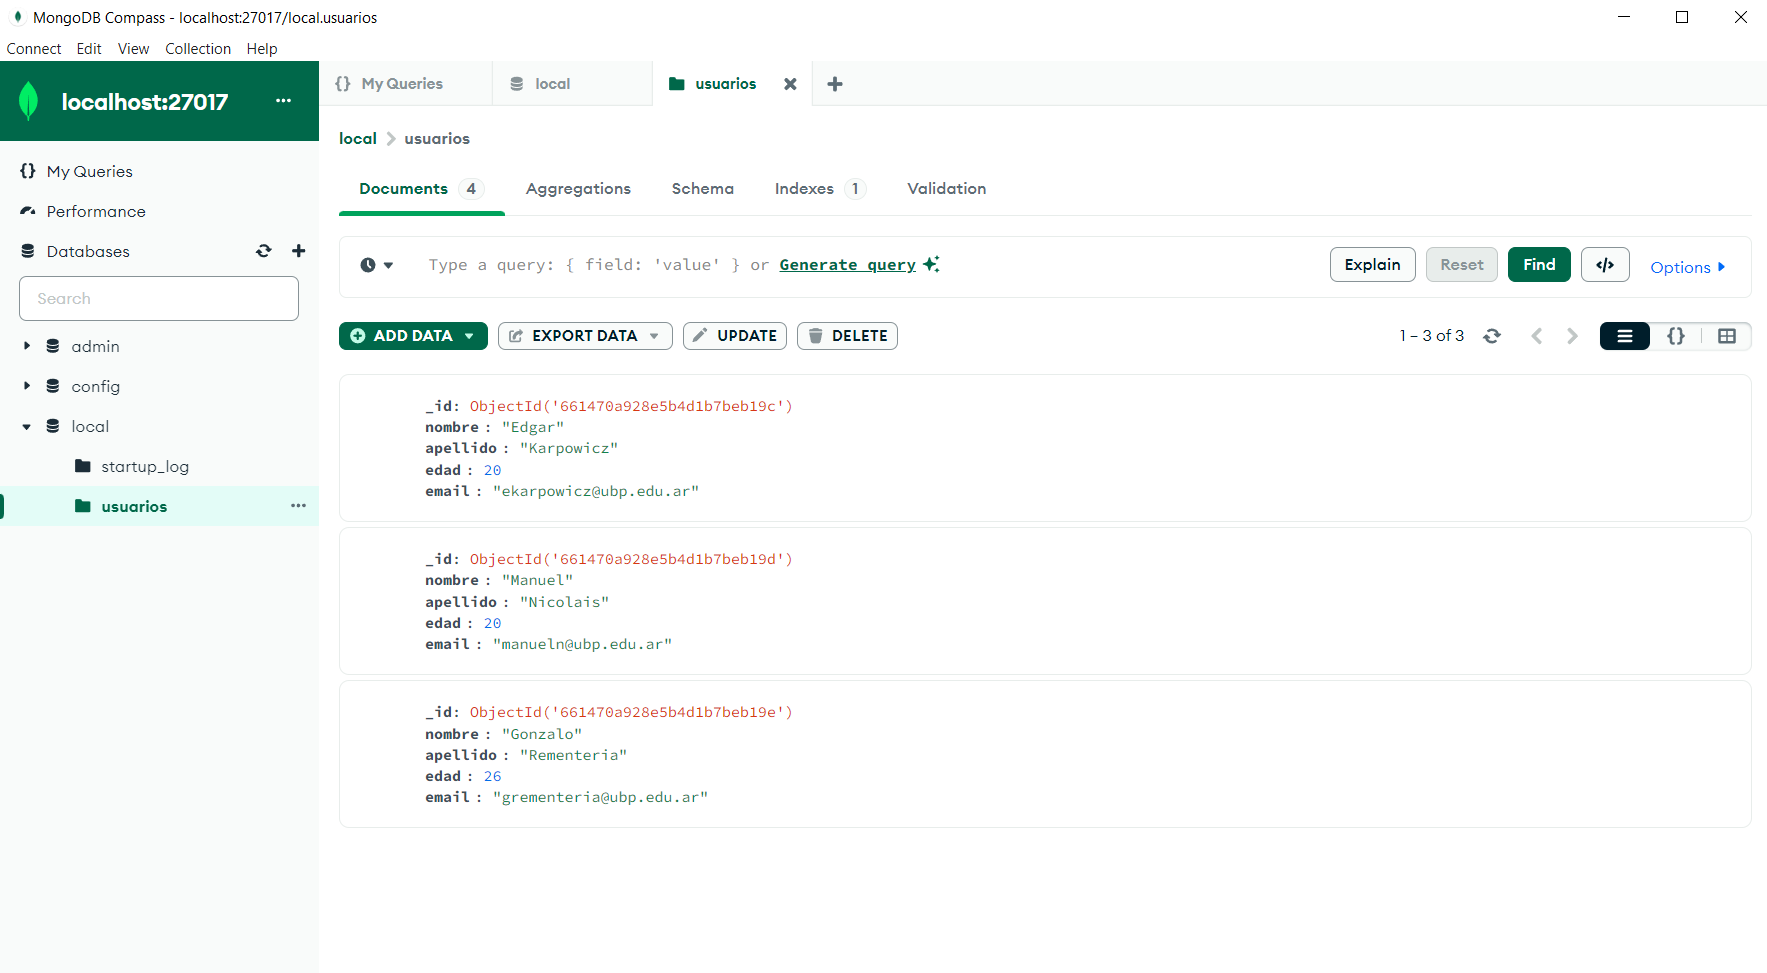 MongoDB Compass - localhost:27017/local.usuarios
Connect Edit View Collection Help
localhost:27017 ...
My Queries
Performance
Databases
Search
admin
config
local
startup_log
usuarios ...
{} My Queries local usuarios
local > usuarios
Documents 4 Aggregations Schema Indexes 1 Validation
Type a query: { field: 'value' } or Generate query
Explain Reset Find </> Options
ADD DATA EXPORT DATA UPDATE DELETE
1 – 3 of 3 {}
_id: ObjectId('661470a928e5b4d1b7beb19c')
nombre : "Edgar"
apellido : "Karpowicz"
edad : 20
email : "ekarpowicz@ubp.edu.ar"
_id: ObjectId('661470a928e5b4d1b7beb19d')
nombre : "Manuel"
apellido : "Nicolais"
edad : 20
email : "manueln@ubp.edu.ar"
_id: ObjectId('661470a928e5b4d1b7beb19e')
nombre : "Gonzalo"
apellido : "Rementeria"
edad : 26
email : "grementeria@ubp.edu.ar"